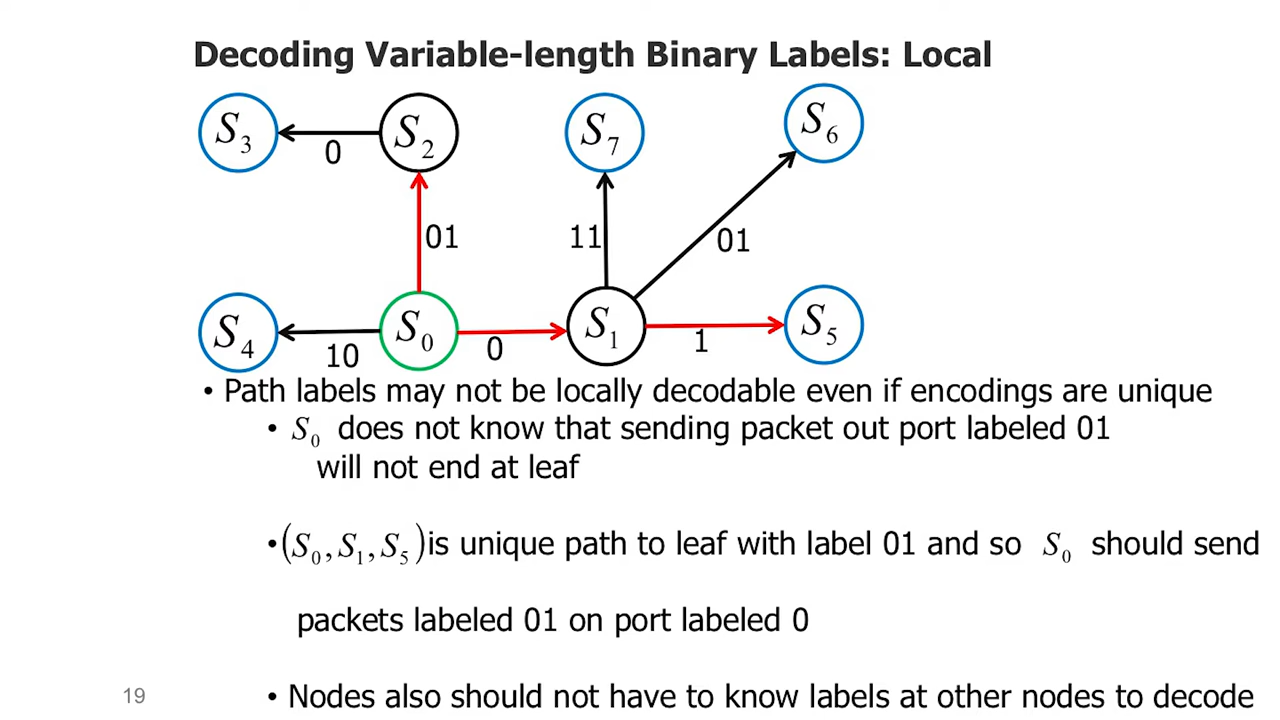 Decoding Variable-length Binary Labels: Local
S3
S2
S7
S6
0
01
11
01
S4
S0
S1
S5
10
0
1
• Path labels may not be locally decodable even if encodings are unique
• S0 does not know that sending packet out port labeled 01
will not end at leaf
• (S0, S1, S5) is unique path to leaf with label 01 and so S0 should send
packets labeled 01 on port labeled 0
19
• Nodes also should not have to know labels at other nodes to decode